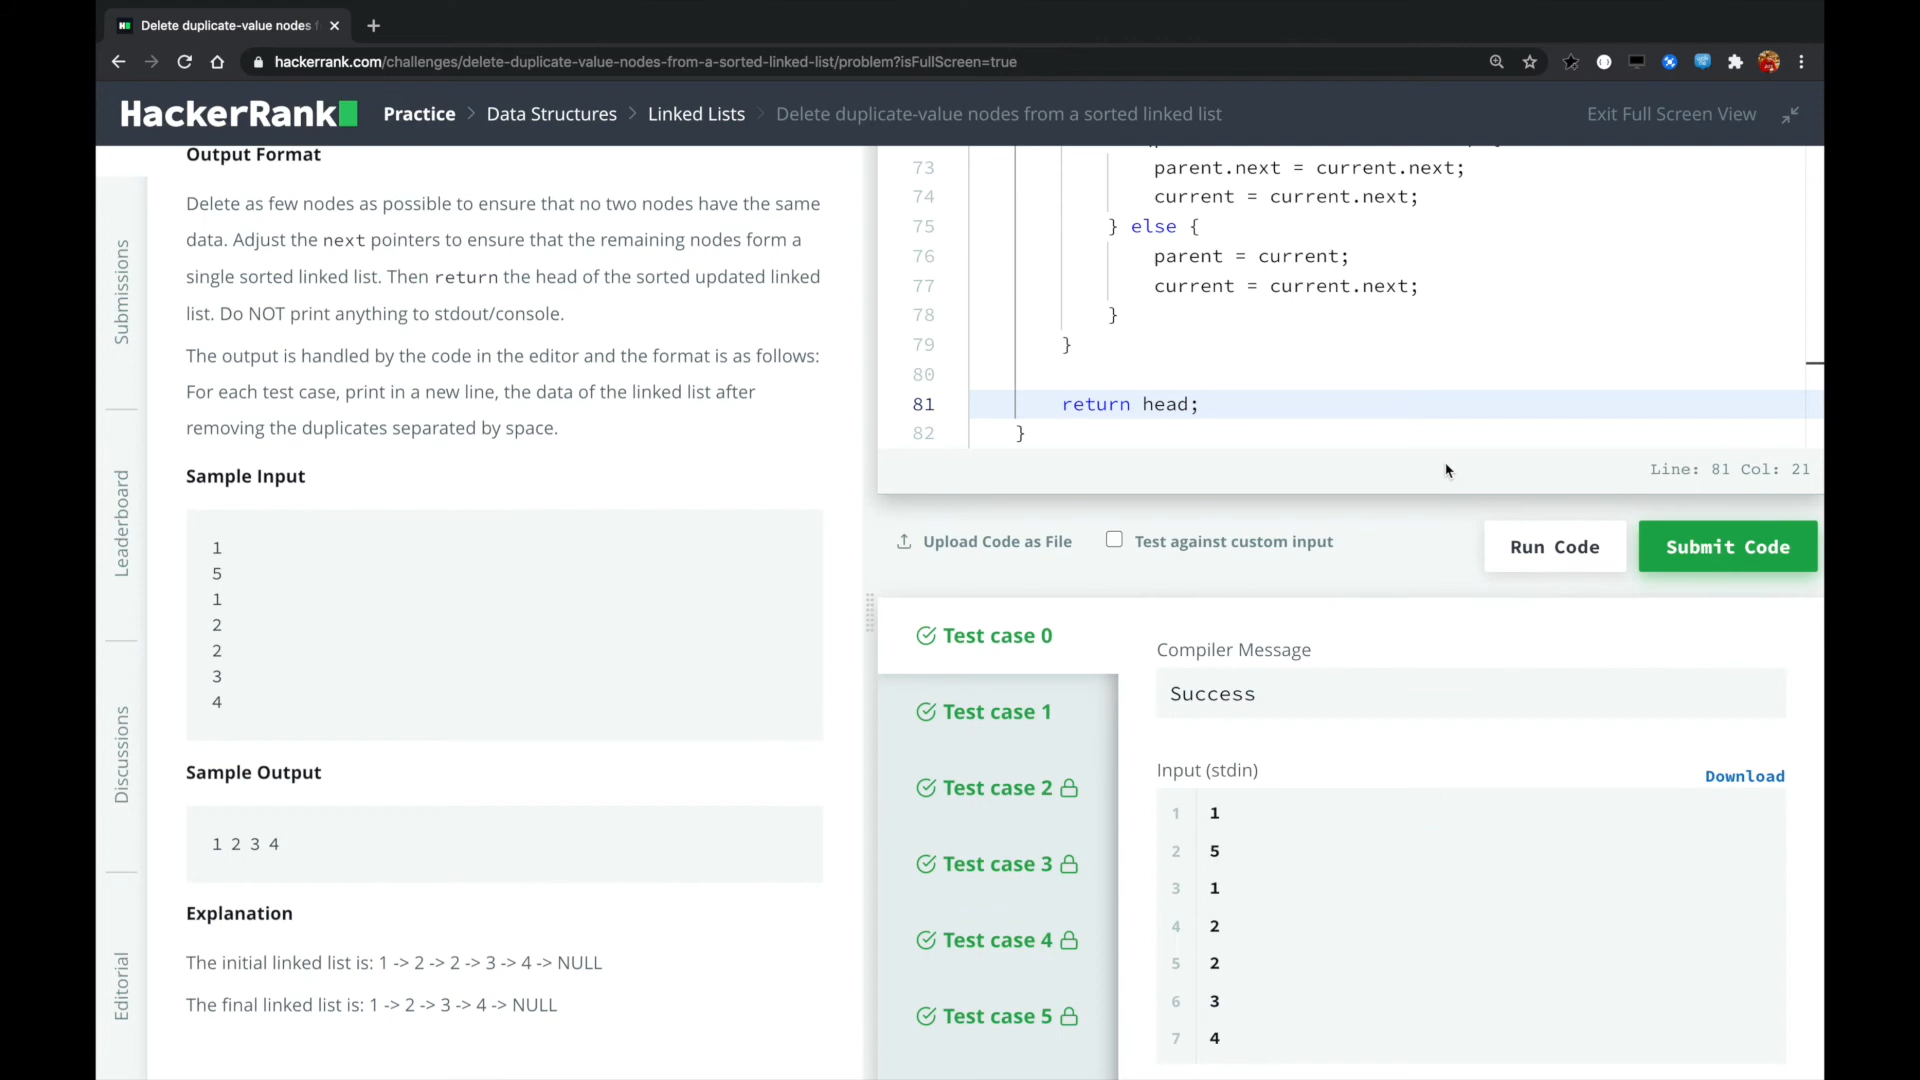 Delete duplicate-value nodes f
hackerrank.com/challenges/delete-duplicate-value-nodes-from-a-sorted-linked-list/problem?isFullScreen=true
HackerRank
Practice > Data Structures > Linked Lists > Delete duplicate-value nodes from a sorted linked list
Exit Full Screen View
Submissions
Leaderboard
Discussions
Editorial
Output Format
Delete as few nodes as possible to ensure that no two nodes have the same
data. Adjust the next pointers to ensure that the remaining nodes form a
single sorted linked list. Then return the head of the sorted updated linked
list. Do NOT print anything to stdout/console.
The output is handled by the code in the editor and the format is as follows:
For each test case, print in a new line, the data of the linked list after
removing the duplicates separated by space.
Sample Input
1
5
1
2
2
3
4
Sample Output
1 2 3 4
Explanation
The initial linked list is: 1 -> 2 -> 2 -> 3 -> 4 -> NULL
The final linked list is: 1 -> 2 -> 3 -> 4 -> NULL
73 parent.next = current.next;
74 current = current.next;
75 } else {
76 parent = current;
77 current = current.next;
78 }
79 }
80
81 return head;
82 }
Line: 81 Col: 21
Upload Code as File
Test against custom input
Run Code
Submit Code
Test case 0
Test case 1
Test case 2
Test case 3
Test case 4
Test case 5
Compiler Message
Success
Input (stdin)
Download
1 1
2 5
3 1
4 2
5 2
6 3
7 4